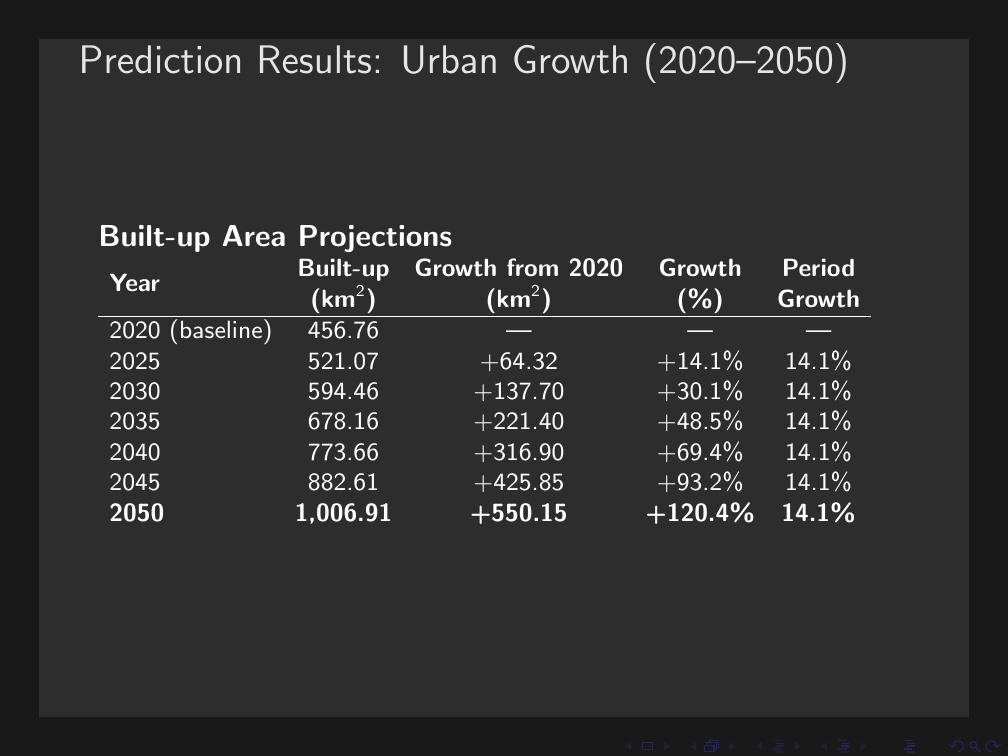 Prediction Results: Urban Growth (2020–2050)
Built-up Area Projections
Year Built-up (km²) Growth from 2020 (km²) Growth (%) Period Growth
2020 (baseline) 456.76 — — —
2025 521.07 +64.32 +14.1% 14.1%
2030 594.46 +137.70 +30.1% 14.1%
2035 678.16 +221.40 +48.5% 14.1%
2040 773.66 +316.90 +69.4% 14.1%
2045 882.61 +425.85 +93.2% 14.1%
2050 1,006.91 +550.15 +120.4% 14.1%